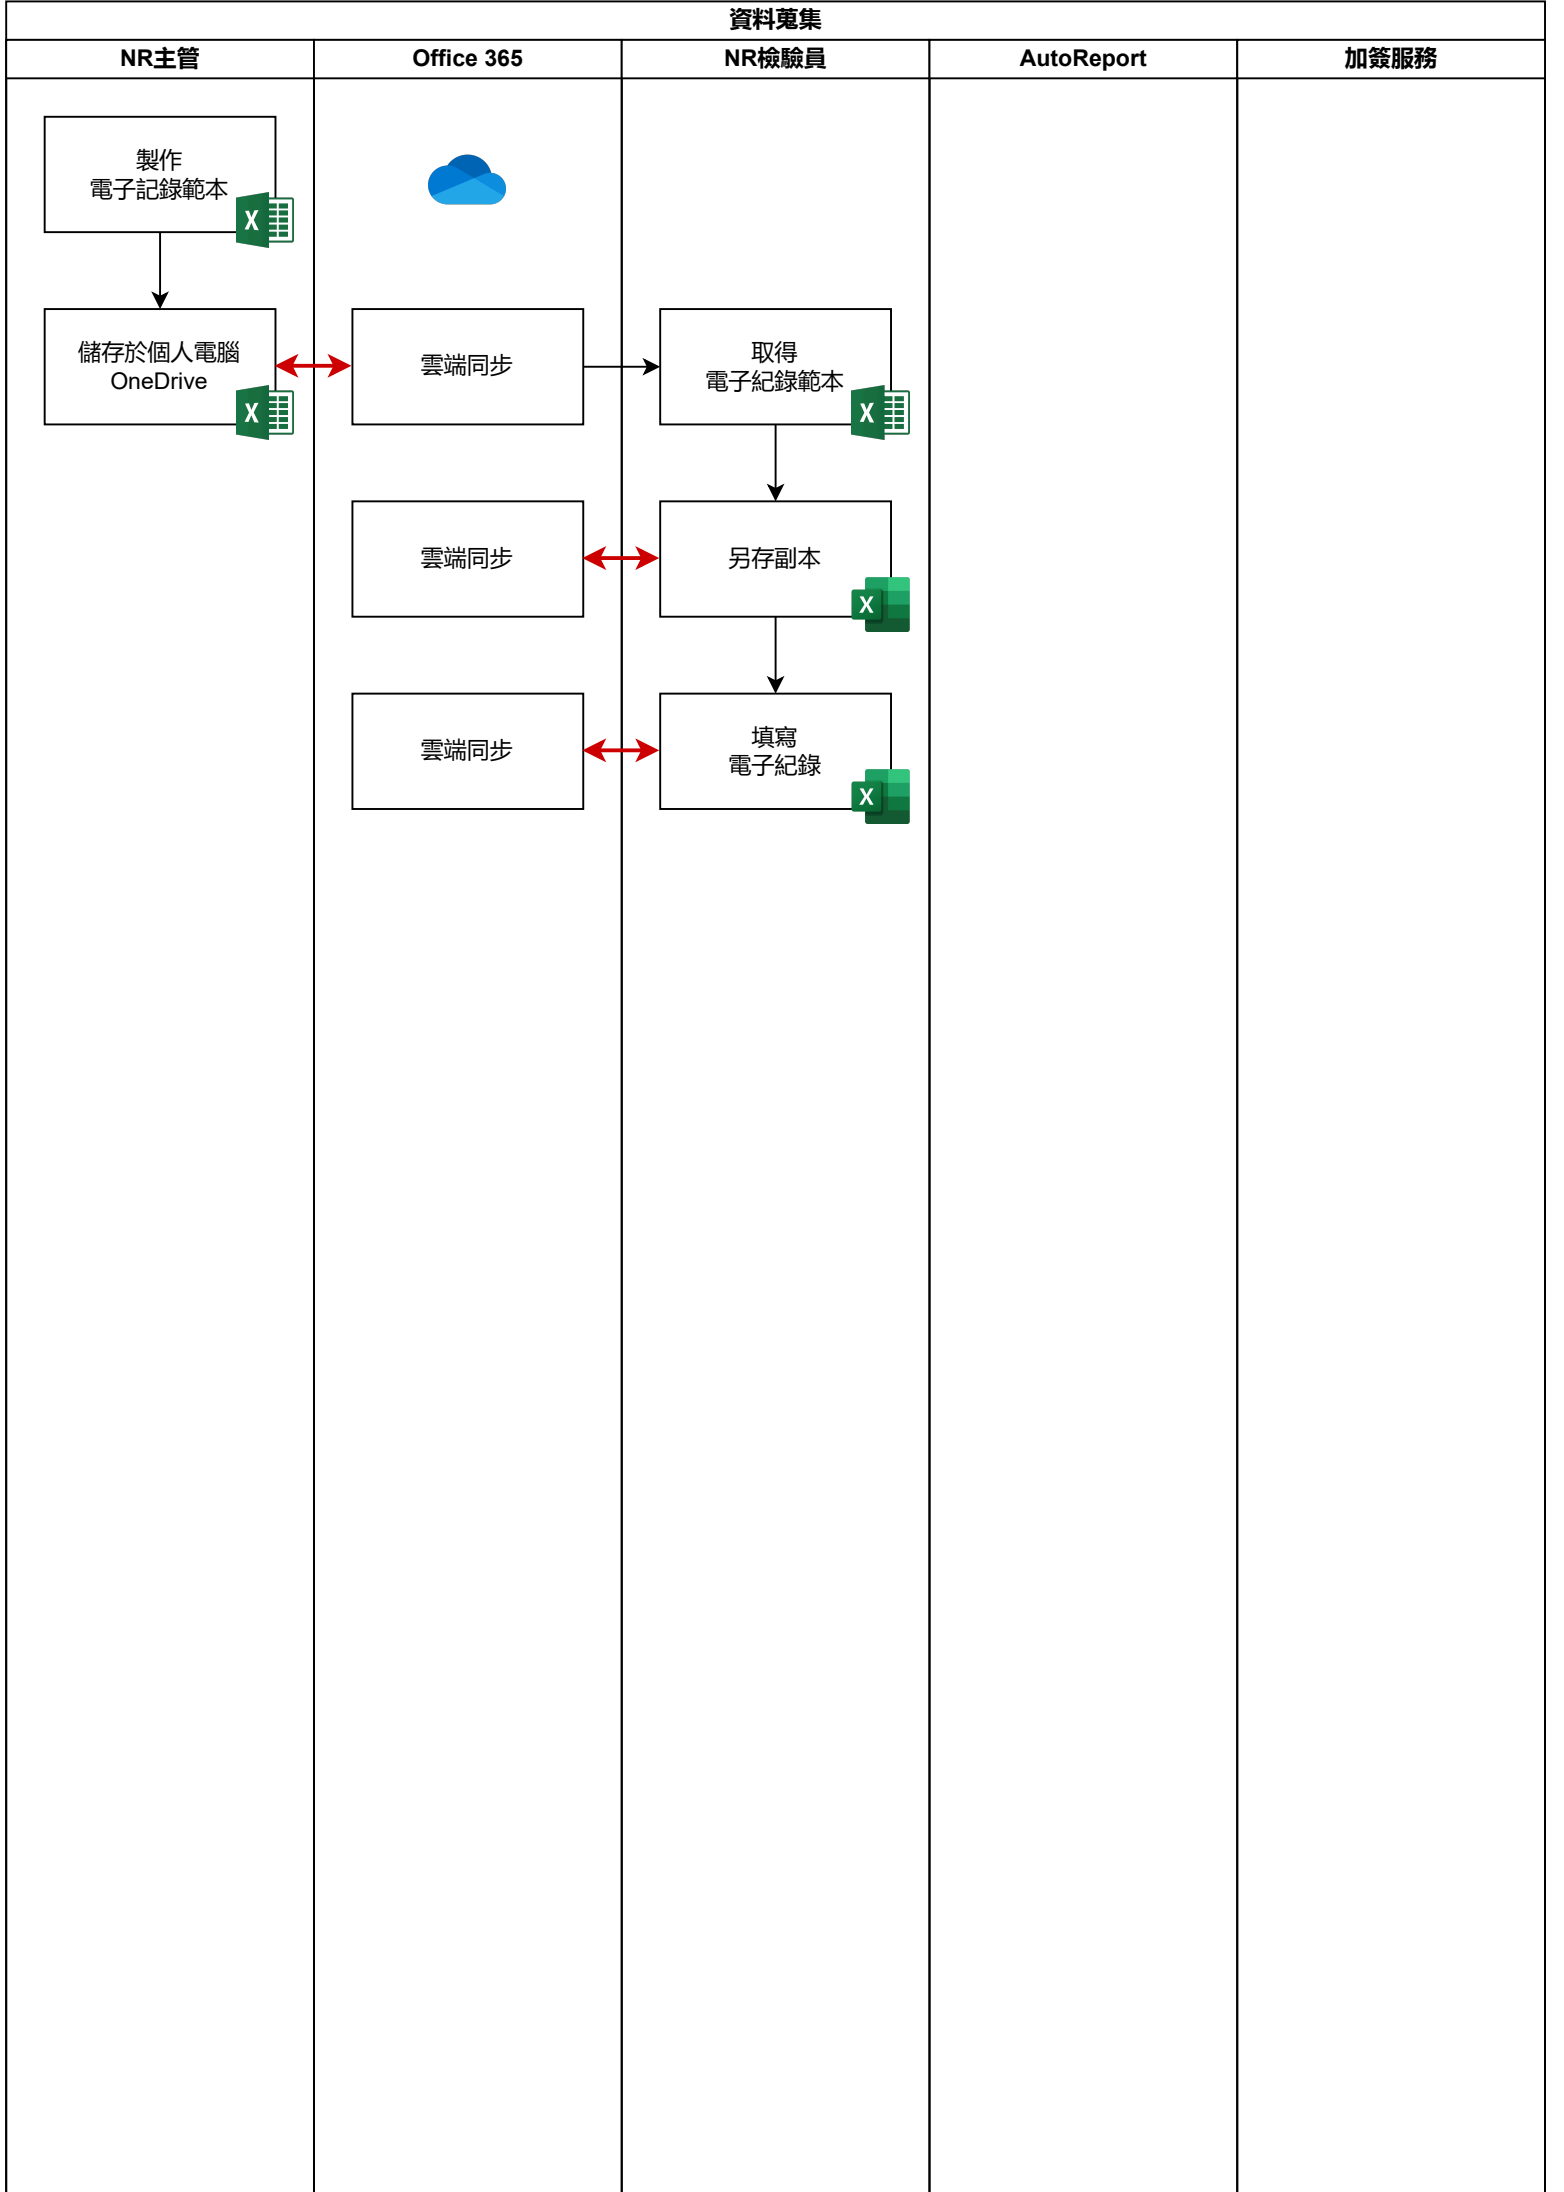 資料蒐集
NR主管
Office 365
NR檢驗員
AutoReport
加簽服務
製作
電子記錄範本
X
儲存於個人電腦
OneDrive
X
雲端同步
取得
電子紀錄範本
X
雲端同步
另存副本
X
雲端同步
填寫
電子紀錄
X